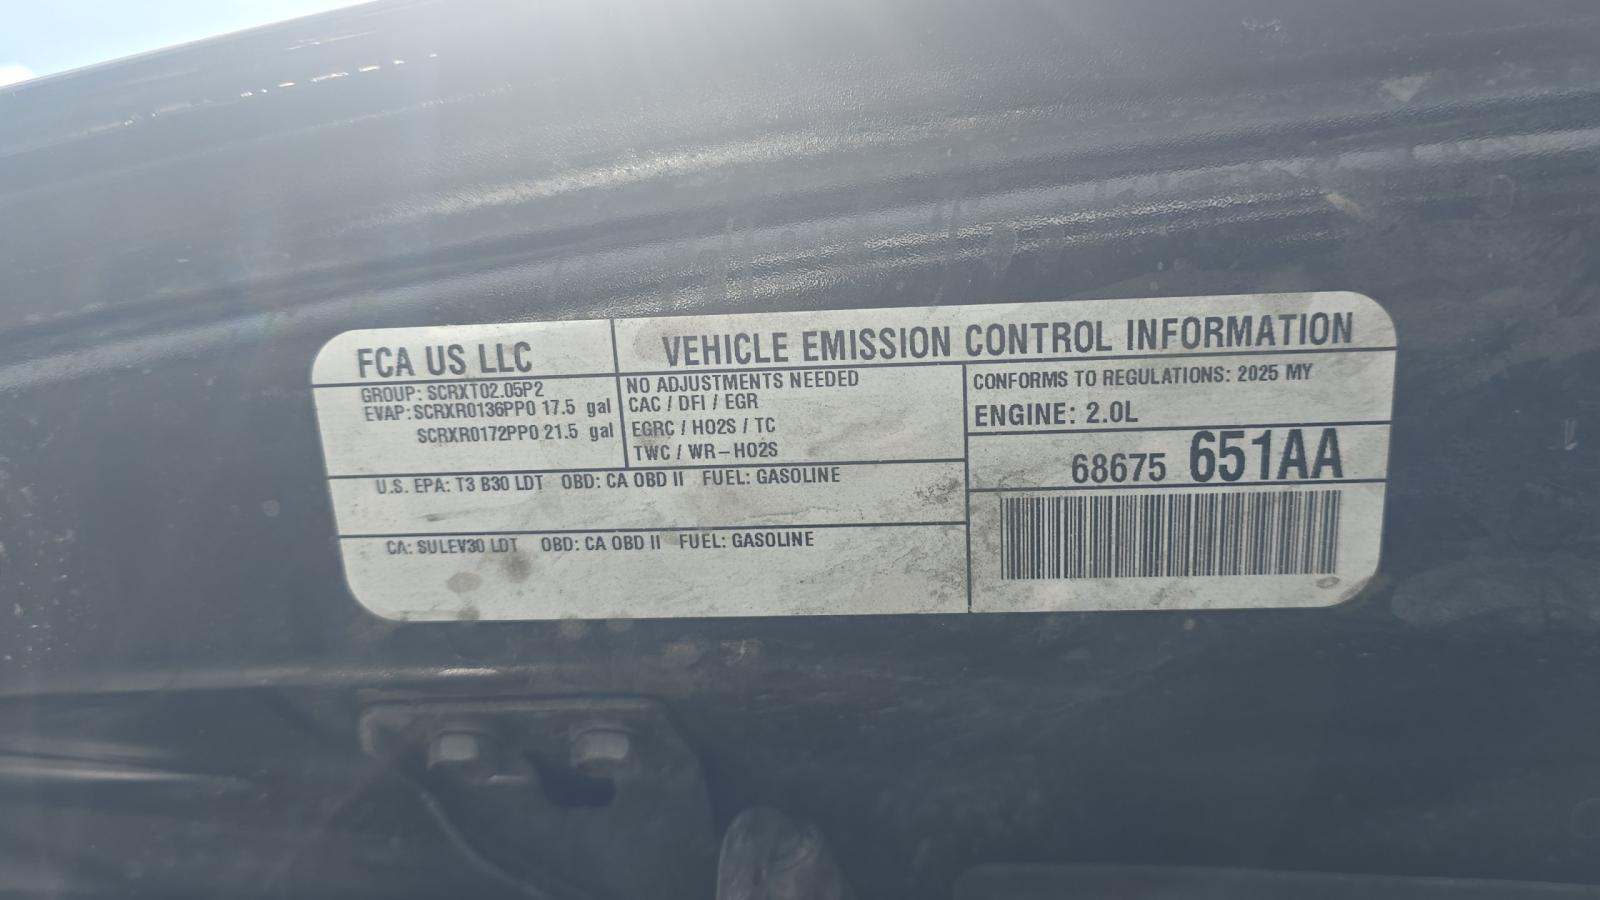 FCA US LLC
VEHICLE EMISSION CONTROL INFORMATION
GROUP: SCRXT02.05P2
EVAP: SCRXR0136PP0 17.5 gal
SCRXR0172PP0 21.5 gal
NO ADJUSTMENTS NEEDED
CAC / DFI / EGR
EGRC / HO2S / TC
TWC / WR-HO2S
CONFORMS TO REGULATIONS: 2025 MY
ENGINE: 2.0L
68675 651AA
U.S. EPA: T3 B30 LDT OBD: CA OBD II FUEL: GASOLINE
CA: SULEV30 LDT OBD: CA OBD II FUEL: GASOLINE